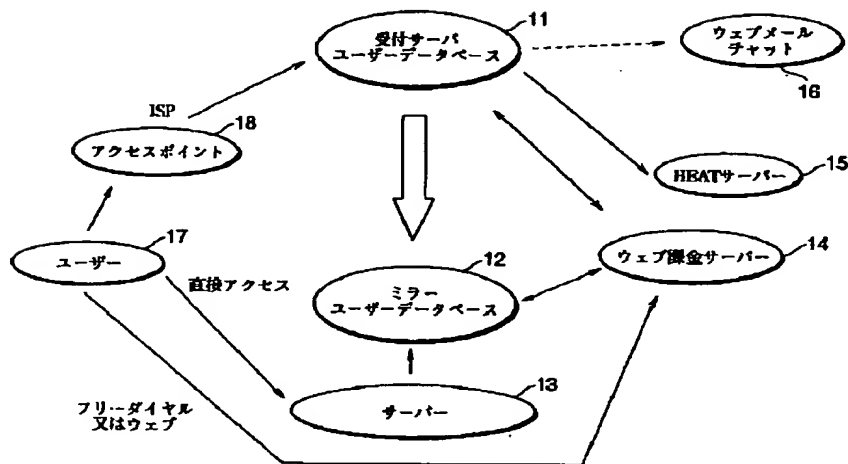 11
受付サーバ
ユーザーデータベース
ウェブメール
チャット
16
ISP
18
アクセスポイント
15
HEATサーバー
17
ユーザー
14
ウェブ課金サーバー
12
直接アクセス
ミラー
ユーザーデータベース
13
サーバー
フリーダイヤル
又はウェブ